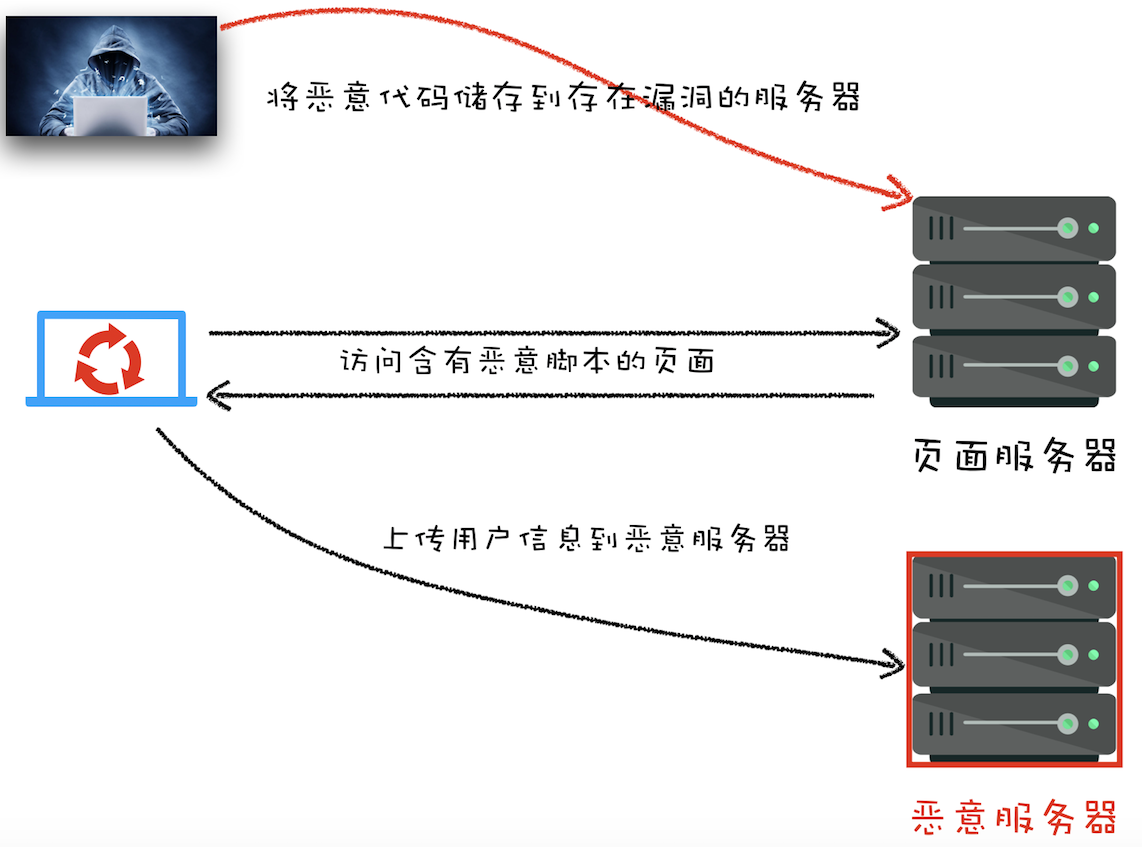 将恶意代码储存到存在漏洞的服务器
访问含有恶意脚本的页面
页面服务器
上传用户信息到恶意服务器
恶意服务器